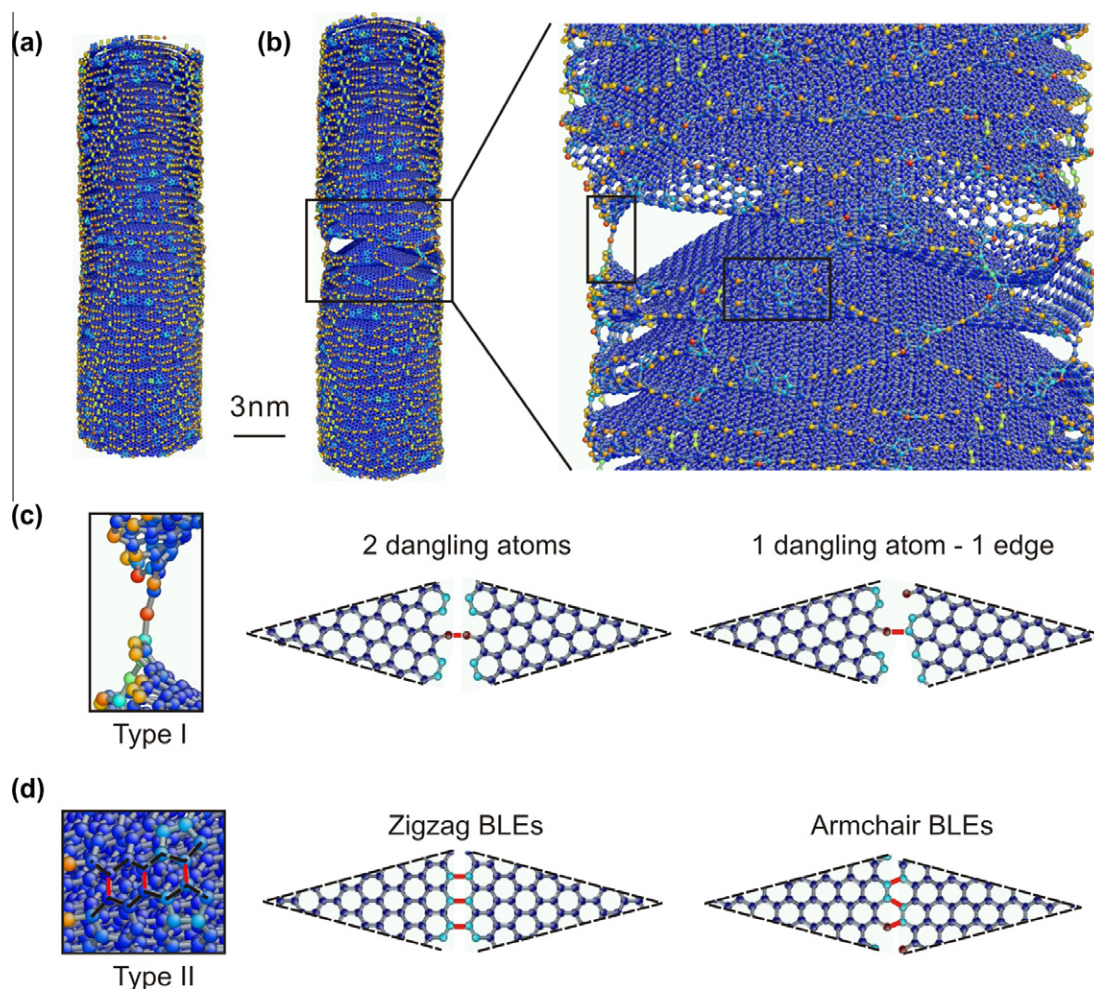 (a)
(b)
3nm
(c)
2 dangling atoms
1 dangling atom - 1 edge
Type I
(d)
Zigzag BLEs
Armchair BLEs
Type II